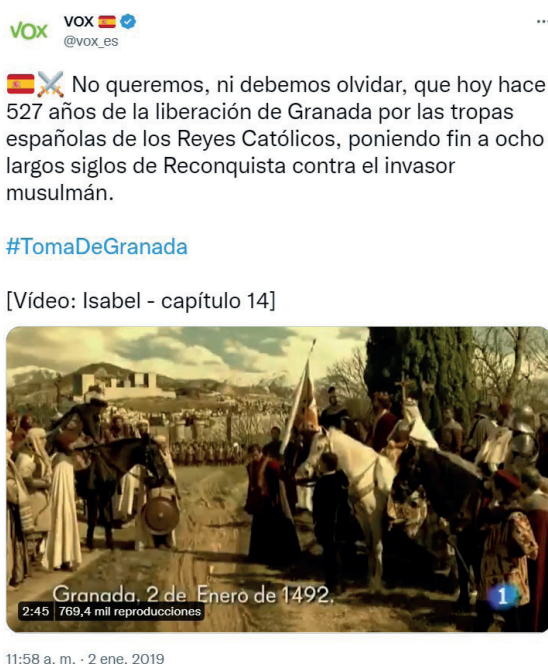 VOX
VOX 🇪🇸
@vox_es
🇪🇸⚔️ No queremos, ni debemos olvidar, que hoy hace
527 años de la liberación de Granada por las tropas
españolas de los Reyes Católicos, poniendo fin a ocho
largos siglos de Reconquista contra el invasor
musulmán.
#TomaDeGranada
[Vídeo: Isabel - capítulo 14]
Granada, 2 de Enero de 1492.
1
2:45 769,4 mil reproducciones
11:58 a. m. · 2 ene. 2019